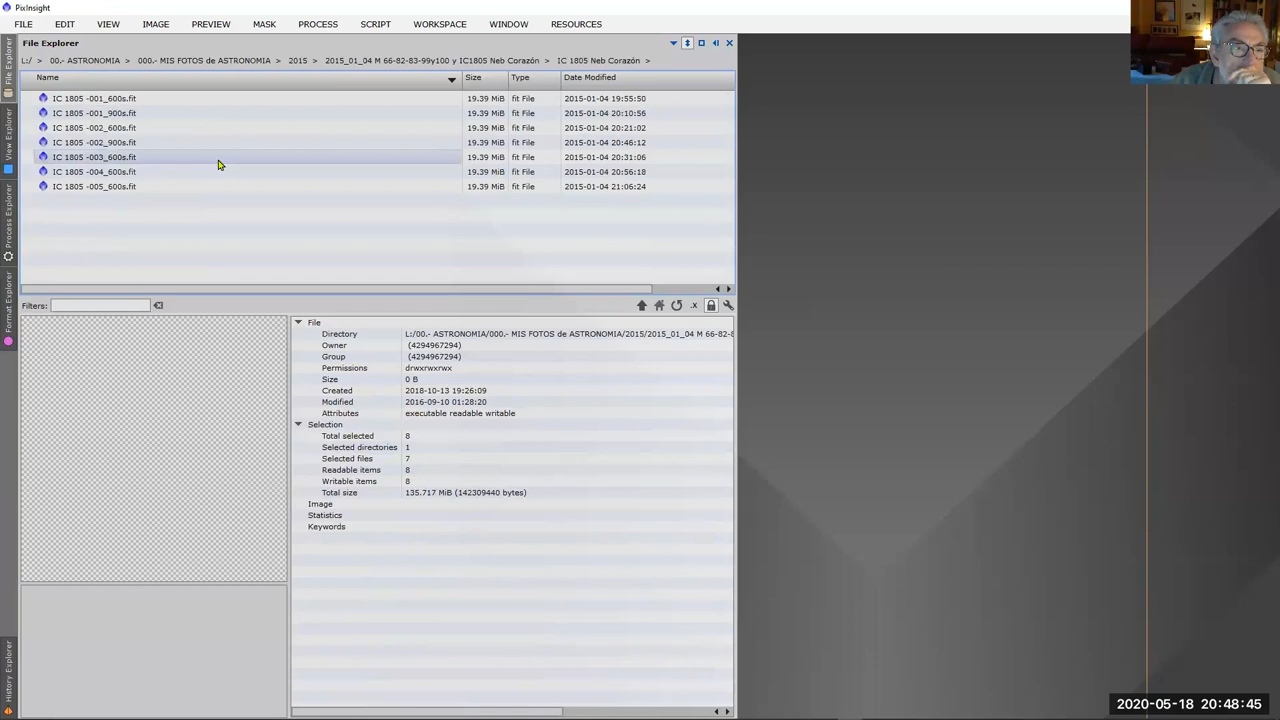 PixInsight
FILE EDIT VIEW IMAGE PREVIEW MASK PROCESS SCRIPT WORKSPACE WINDOW RESOURCES
File Explorer
L:/ > 00.- ASTRONOMIA > 000.- MIS FOTOS de ASTRONOMIA > 2015 > 2015_01_04 M 66-82-83-99y100 y IC1805 Neb Corazón > IC 1805 Neb Corazón >
Name Size Type Date Modified
IC 1805 -001_600s.fit 19.39 MiB fit File 2015-01-04 19:55:50
IC 1805 -001_900s.fit 19.39 MiB fit File 2015-01-04 20:10:56
IC 1805 -002_600s.fit 19.39 MiB fit File 2015-01-04 20:21:02
IC 1805 -002_900s.fit 19.39 MiB fit File 2015-01-04 20:46:12
IC 1805 -003_600s.fit 19.39 MiB fit File 2015-01-04 20:31:06
IC 1805 -004_600s.fit 19.39 MiB fit File 2015-01-04 20:56:18
IC 1805 -005_600s.fit 19.39 MiB fit File 2015-01-04 21:06:24
Filters: .x
File
Directory L:/00.- ASTRONOMIA/000.- MIS FOTOS de ASTRONOMIA/2015/2015_01_04 M 66-82-8
Owner (4294967294)
Group (4294967294)
Permissions drwxrwxrwx
Size 0 B
Created 2018-10-13 19:26:09
Modified 2016-09-10 01:28:20
Attributes executable readable writable
Selection
Total selected 8
Selected directories 1
Selected files 7
Readable items 8
Writable items 8
Total size 135.717 MiB (142309440 bytes)
Image
Statistics
Keywords
File Explorer
View Explorer
Process Explorer
Format Explorer
History Explorer
2020-05-18 20:48:45